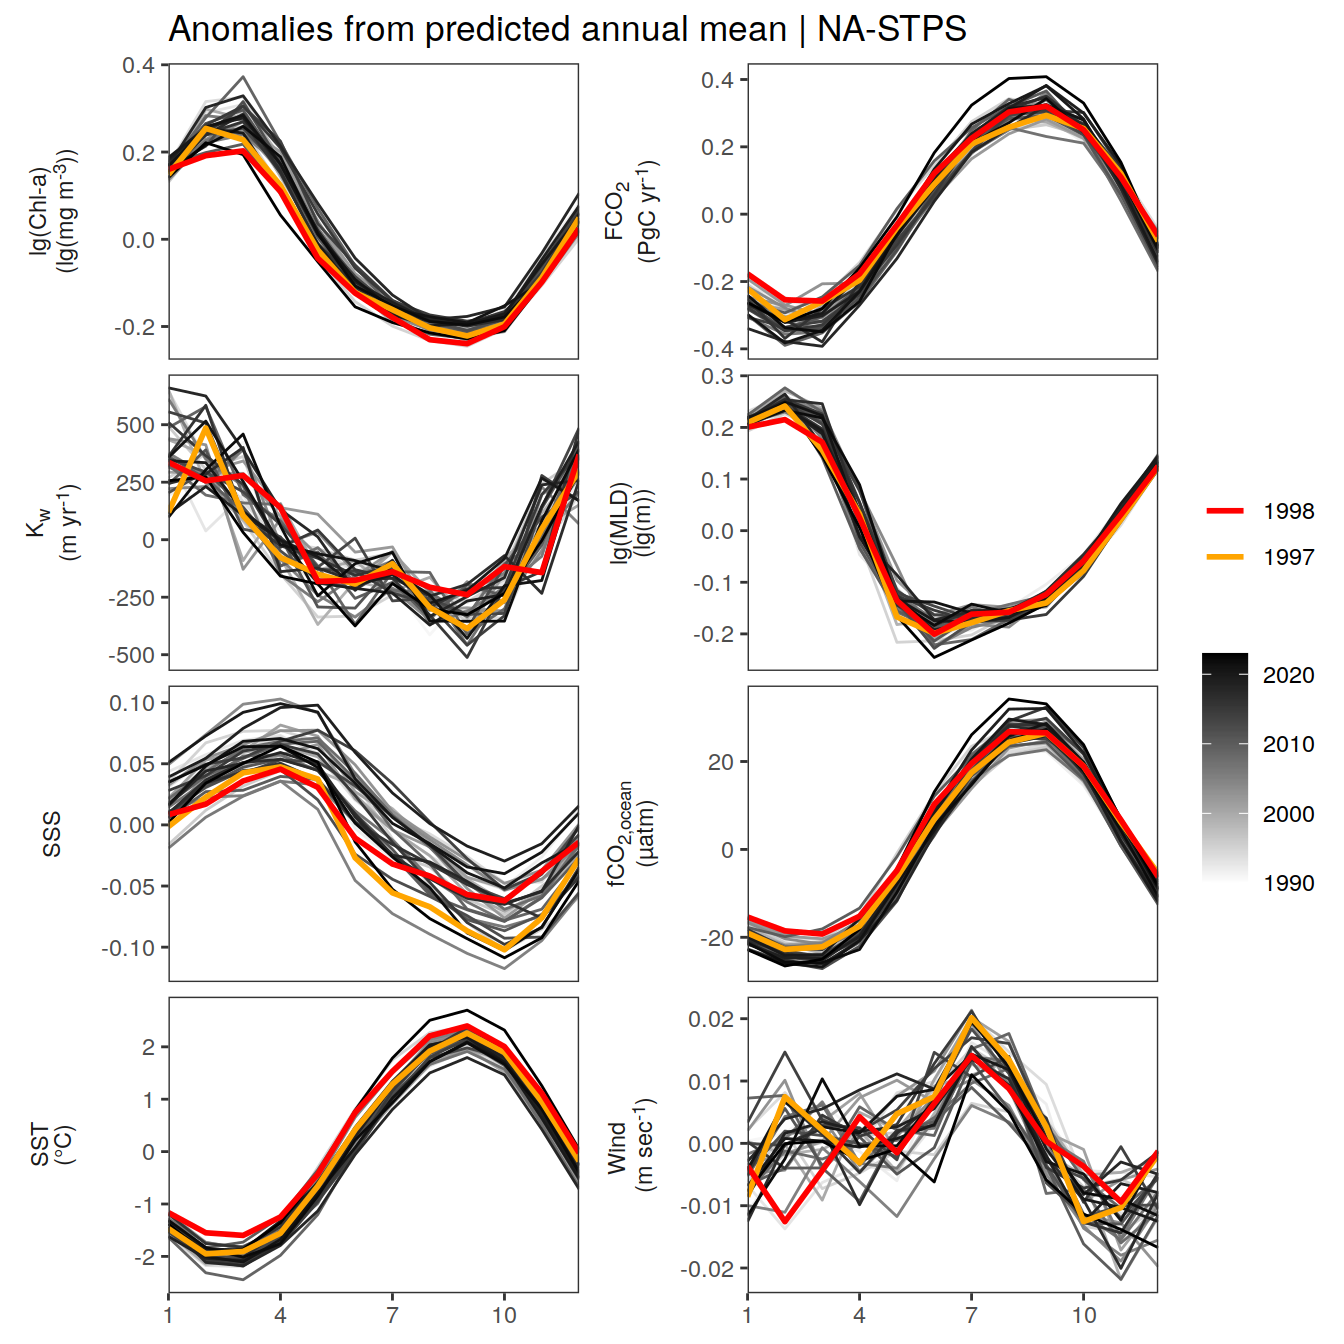 Anomalies from predicted annual mean | NA-STPS
lg(Chl-a)
(lg(mg m⁻³))
0.4
0.2
0.0
-0.2
FCO₂
(PgC yr⁻¹)
0.4
0.2
0.0
-0.2
-0.4
K_w
(m yr⁻¹)
500
250
0
-250
-500
lg(MLD)
(lg(m))
0.3
0.2
0.1
0.0
-0.1
-0.2
SSS
0.10
0.05
0.00
-0.05
-0.10
fCO₂,ocean
(µatm)
20
0
-20
SST
(°C)
2
1
0
-1
-2
1 4 7 10
Wind
(m sec⁻¹)
0.02
0.01
0.00
-0.01
-0.02
1 4 7 10
1998
1997
2020
2010
2000
1990